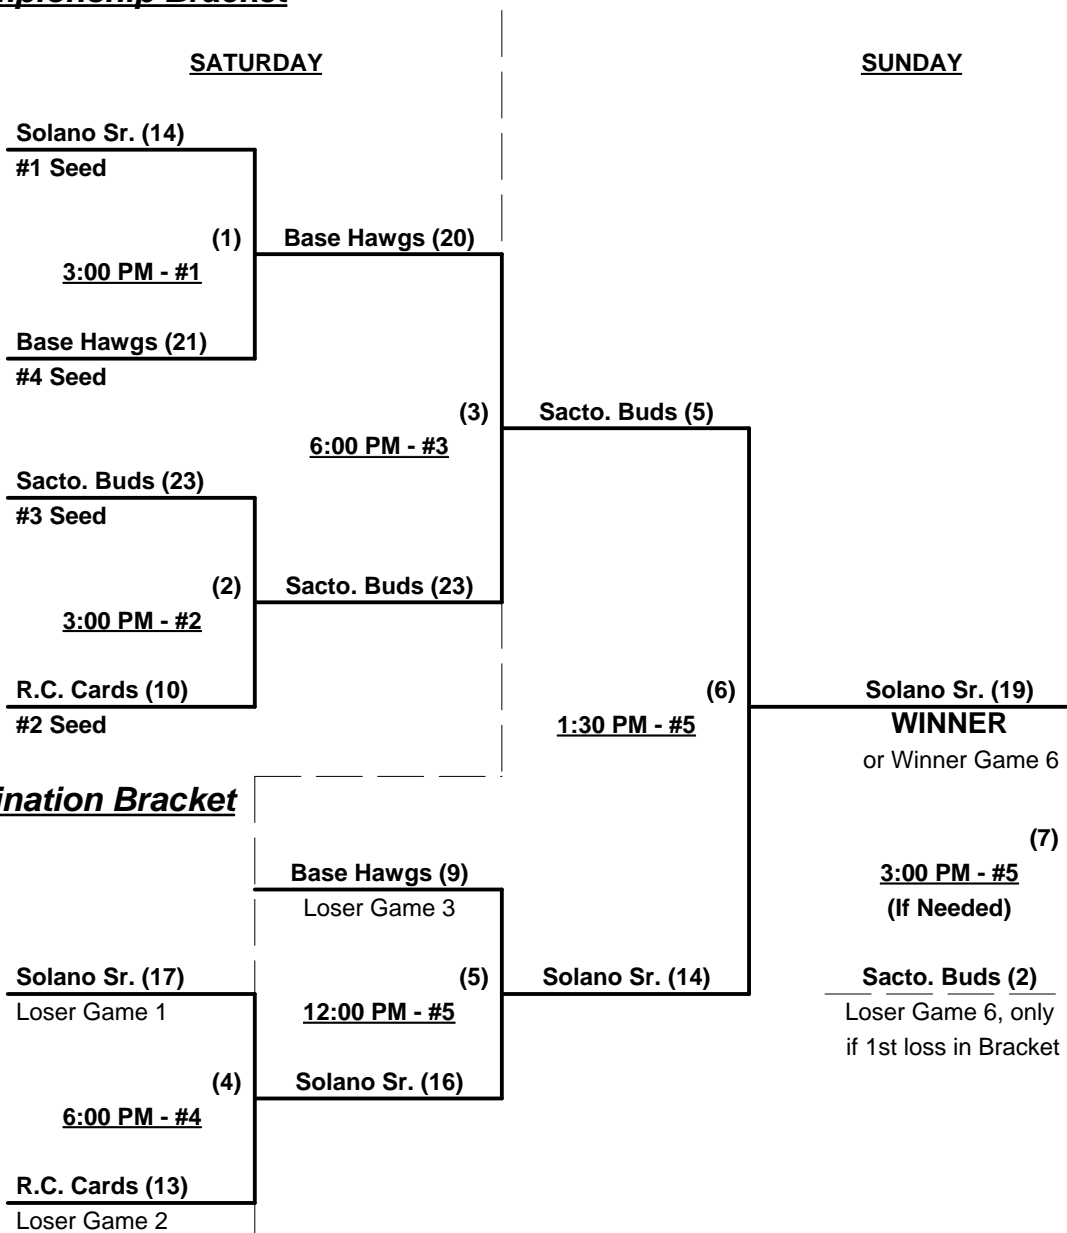 SATURDAY
SUNDAY
Solano Sr. (14)
#1 Seed
(1)
Base Hawgs (20)
3:00 PM - #1
Base Hawgs (21)
#4 Seed
(3)
Sacto. Buds (5)
6:00 PM - #3
Sacto. Buds (23)
#3 Seed
(2)
Sacto. Buds (23)
3:00 PM - #2
R.C. Cards (10)
#2 Seed
(6)
Solano Sr. (19)
1:30 PM - #5
WINNER
or Winner Game 6
Bracket
(7)
Base Hawgs (9)
3:00 PM - #5
Loser Game 3
(If Needed)
Solano Sr. (17)
(5)
Solano Sr. (14)
Sacto. Buds (2)
Loser Game 1
12:00 PM - #5
Loser Game 6, only
if 1st loss in Bracket
(4)
Solano Sr. (16)
6:00 PM - #4
R.C. Cards (13)
Loser Game 2